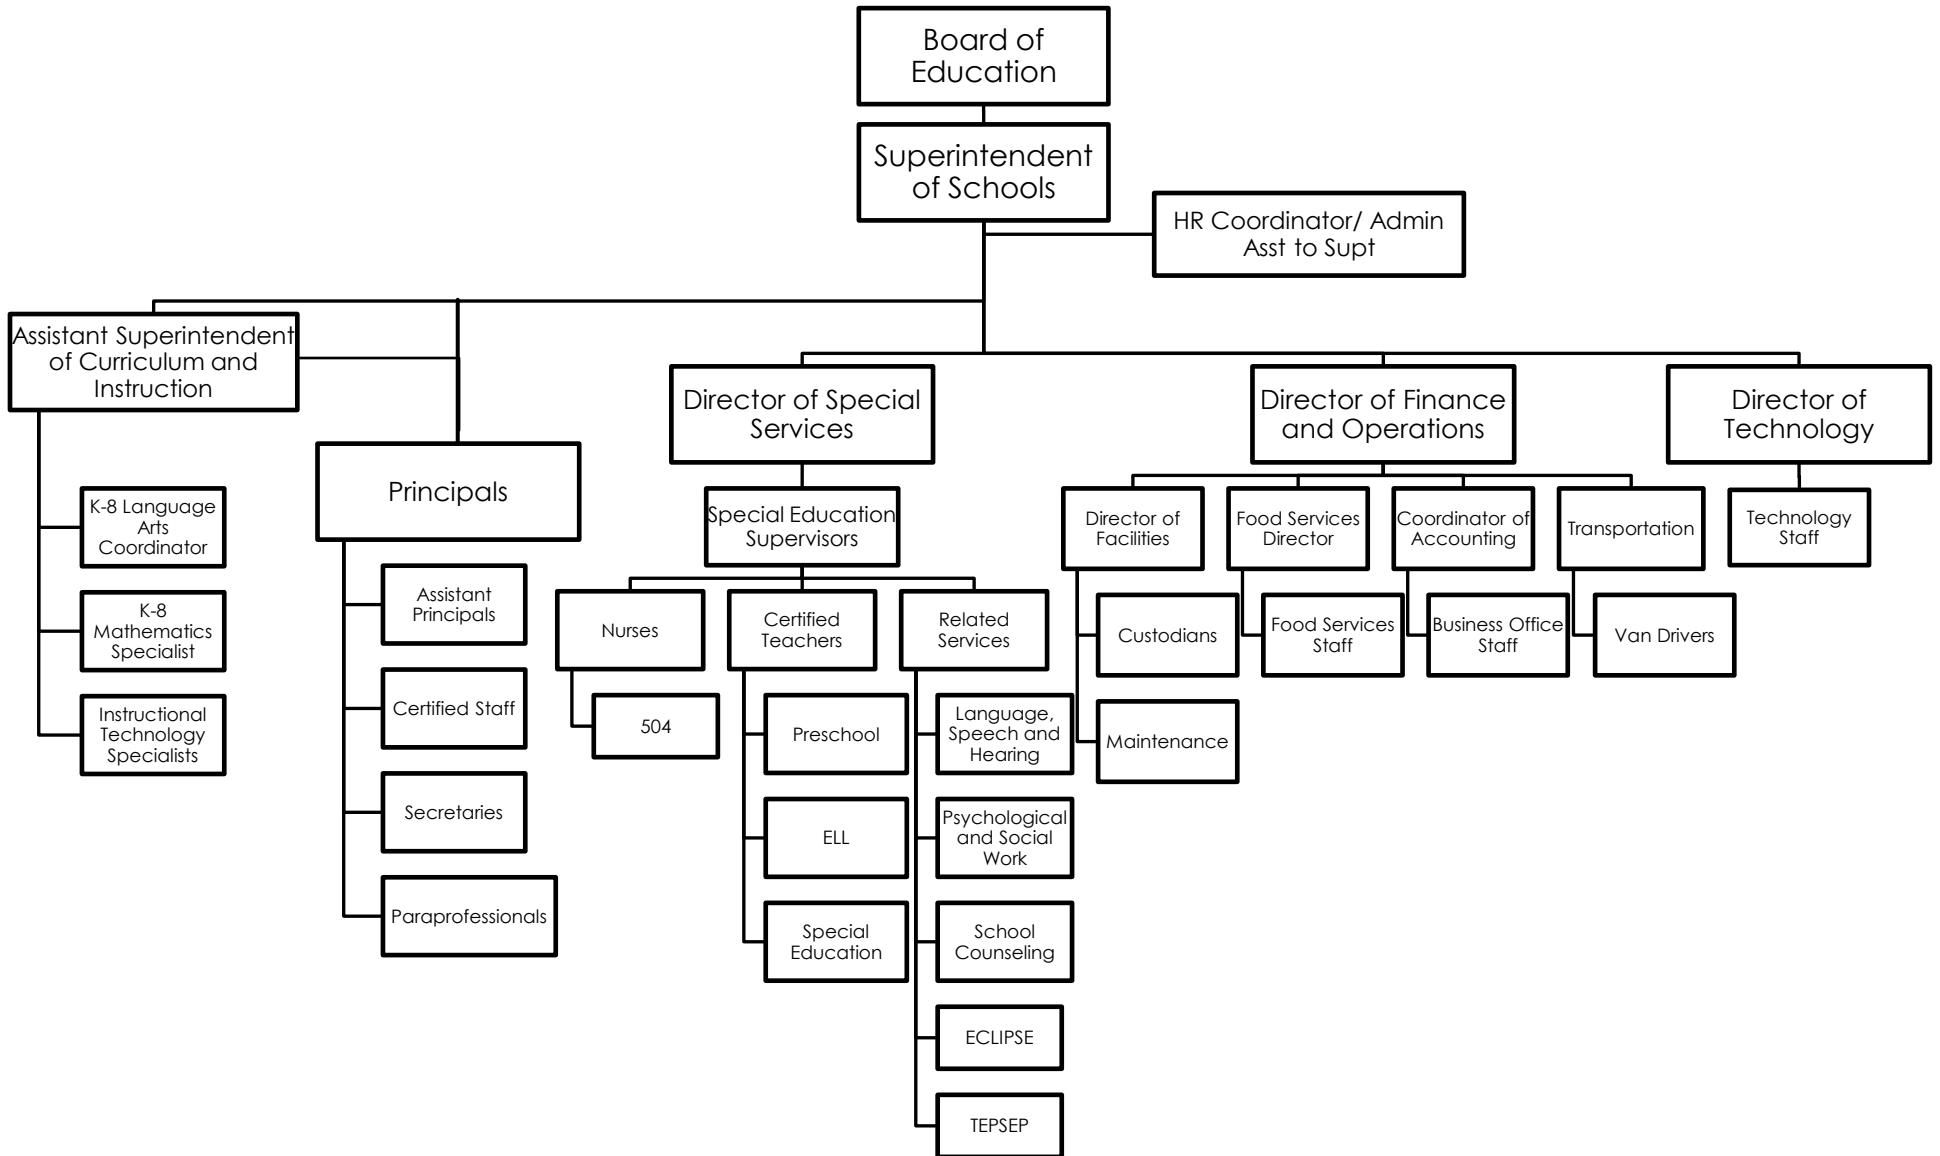 Board of
Education
Superintendent
of Schools
HR Coordinator/ Admin
Asst to Supt
Assistant Superintendent
of Curriculum and
Instruction
K-8 Language
Arts
Coordinator
K-8
Mathematics
Specialist
Instructional
Technology
Specialists
Principals
Assistant
Principals
Certified Staff
Secretaries
Paraprofessionals
Director of Special
Services
Special Education
Supervisors
Nurses
504
Certified
Teachers
Preschool
ELL
Special
Education
Related
Services
Language,
Speech and
Hearing
Psychological
and Social
Work
School
Counseling
ECLIPSE
TEPSEP
Director of Finance
and Operations
Director of
Facilities
Custodians
Maintenance
Food Services
Director
Food Services
Staff
Coordinator of
Accounting
Business Office
Staff
Transportation
Van Drivers
Director of
Technology
Technology
Staff